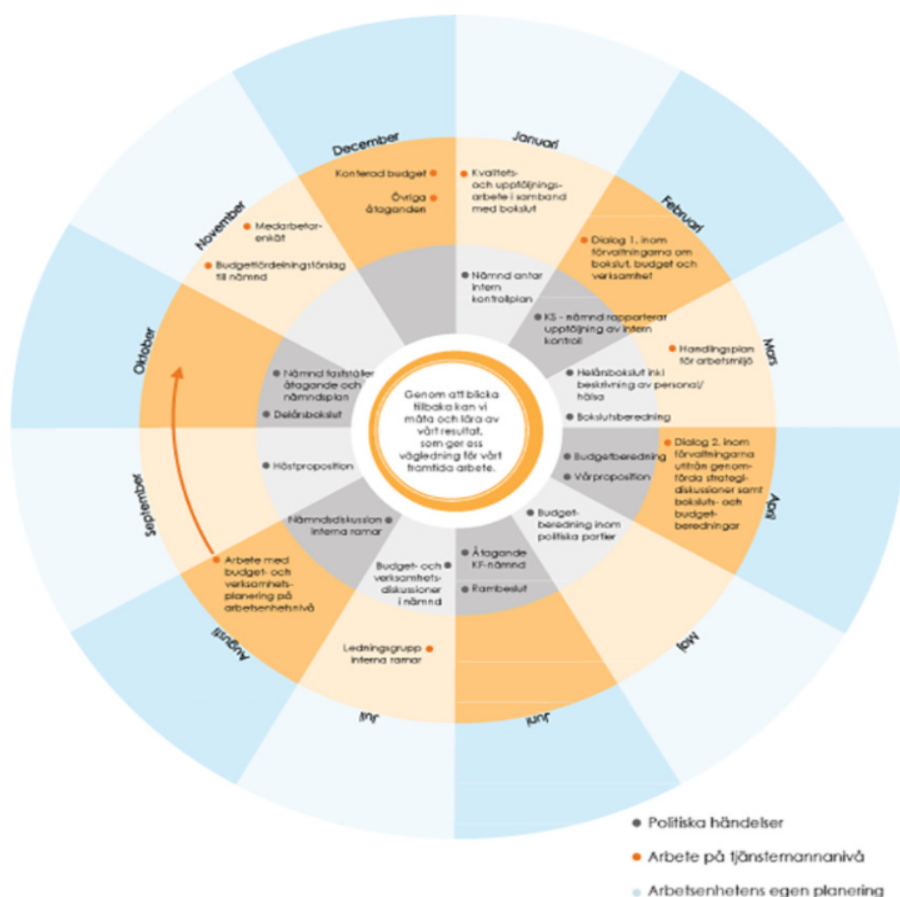 December
Konterad budget
Övriga
åtaganden
Januari
Kvalitets-
och uppföljnings-
arbete i samband
med bokslut
Nämnd antar
intern
kontrollplan
Februari
Dialog 1, inom
förvaltningarna om
bokslut, budget och
verksamhet
KS - nämnd rapporterar
uppföljning av intern
kontroll
Mars
Handlingsplan
för arbetsmiljö
Helårsbokslut inkl
beskrivning av personal/
hälsa
Bokslutsberedning
April
Dialog 2, inom
förvaltningarna
utifrån genom-
förda strategi-
diskussioner samt
boksluts- och
budget-
beredningar
Budgetberedning
Vårproposition
Maj
Budget-
beredning inom
politiska partier
Juni
Åtagande
KF-nämnd
Rambeslut
Juli
Budget- och
verksamhets-
diskussioner
i nämnd
Ledningsgrupp
interna ramar
Augusti
Nämndsdiskussion
interna ramar
Arbete med
budget- och
verksamhets-
planering på
arbetsenhetsnivå
September
Höstproposition
Oktober
Nämnd fastställer
åtagande och
nämndsplan
Delårsbokslut
November
Medarbetar-
enkät
Budgetfördelningsförslag
till nämnd
Genom att blicka
tillbaka kan vi
mäta och lära av
vårt resultat,
som ger oss
vägledning för vårt
framtida arbete.
Politiska händelser
Arbete på tjänstemannanivå
Arbetsenhetens egen planering